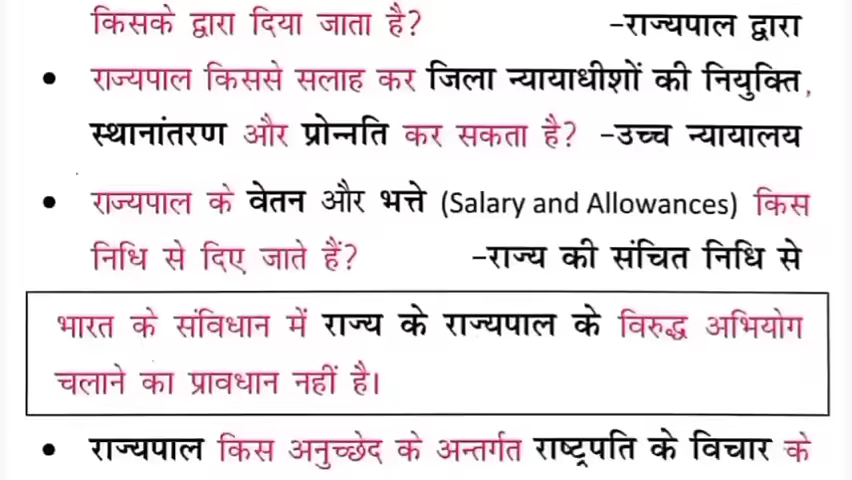 किसके द्वारा दिया जाता है? –राज्यपाल द्वारा
• राज्यपाल किससे सलाह कर जिला न्यायाधीशों की नियुक्ति,
स्थानांतरण और प्रोन्नति कर सकता है? –उच्च न्यायालय
• राज्यपाल के वेतन और भत्ते (Salary and Allowances) किस
निधि से दिए जाते हैं? –राज्य की संचित निधि से
भारत के संविधान में राज्य के राज्यपाल के विरुद्ध अभियोग
चलाने का प्रावधान नहीं है।
• राज्यपाल किस अनुच्छेद के अन्तर्गत राष्ट्रपति के विचार के